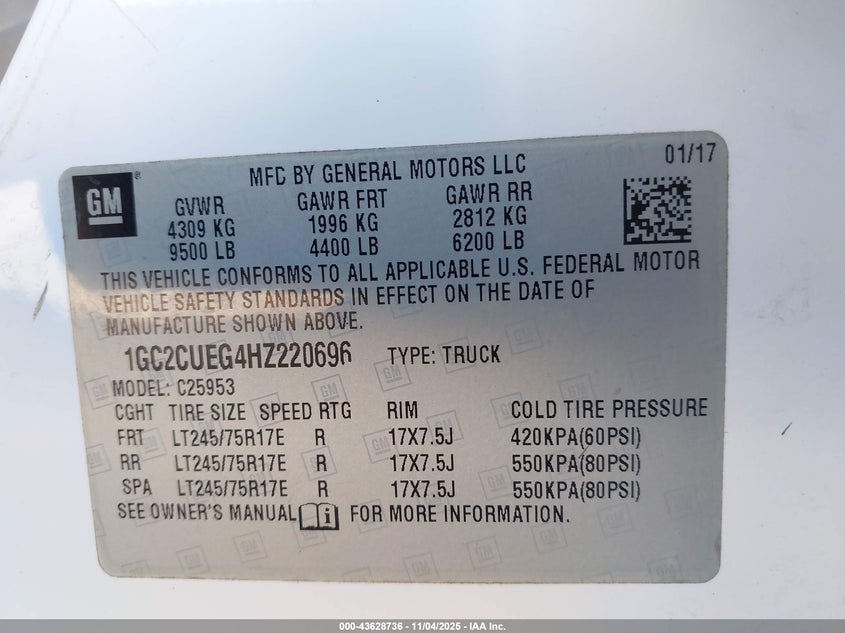 MFD BY GENERAL MOTORS LLC 01/17
GM ®
GVWR GAWR FRT GAWR RR
4309 KG 1996 KG 2812 KG
9500 LB 4400 LB 6200 LB
THIS VEHICLE CONFORMS TO ALL APPLICABLE U.S. FEDERAL MOTOR
VEHICLE SAFETY STANDARDS IN EFFECT ON THE DATE OF
MANUFACTURE SHOWN ABOVE.
1GC2CUEG4HZ220696 TYPE: TRUCK
MODEL: C25953
CGHT TIRE SIZE SPEED RTG RIM COLD TIRE PRESSURE
FRT LT245/75R17E R 17X7.5J 420KPA(60PSI)
RR LT245/75R17E R 17X7.5J 550KPA(80PSI)
SPA LT245/75R17E R 17X7.5J 550KPA(80PSI)
SEE OWNER'S MANUAL i FOR MORE INFORMATION.
000-43628736 - 11/04/2025 - IAA Inc.